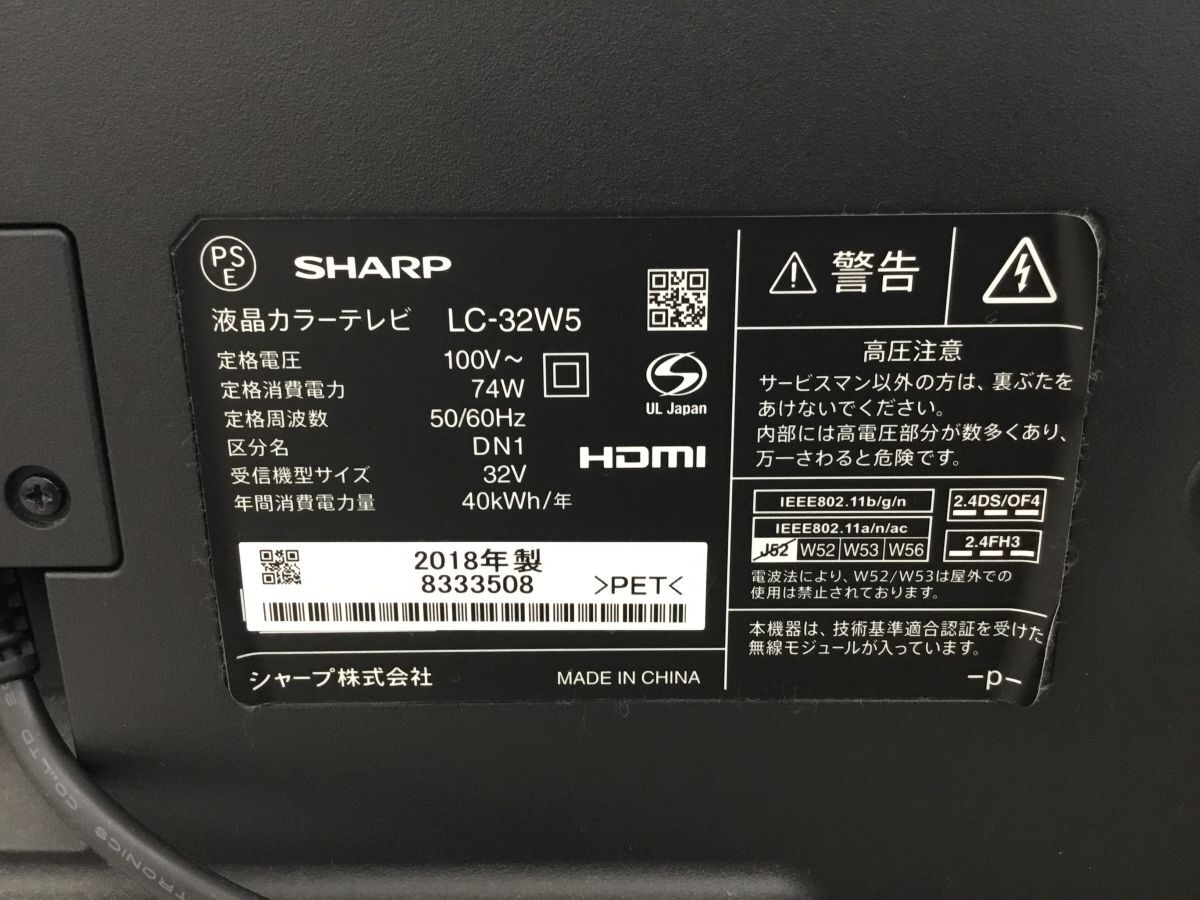 PSE
SHARP
液晶カラーテレビ LC-32W5
定格電圧 100V～
定格消費電力 74W
定格周波数 50/60Hz
区分名 DN1
受信機型サイズ 32V
年間消費電力量 40kWh/年
UL Japan
HDMI
2018年製
8333508 >PET<
シャープ株式会社 MADE IN CHINA
警告
高圧注意
サービスマン以外の方は、裏ぶたを
あけないでください。
内部には高電圧部分が数多くあり、
万一さわると危険です。
IEEE802.11b/g/n
IEEE802.11a/n/ac
J52 W52 W53 W56
2.4DS/OF4
2.4FH3
電波法により、W52/W53は屋外での
使用は禁止されております。
本機器は、技術基準適合認証を受けた
無線モジュールが入っています。
-p-
CO.,LTD